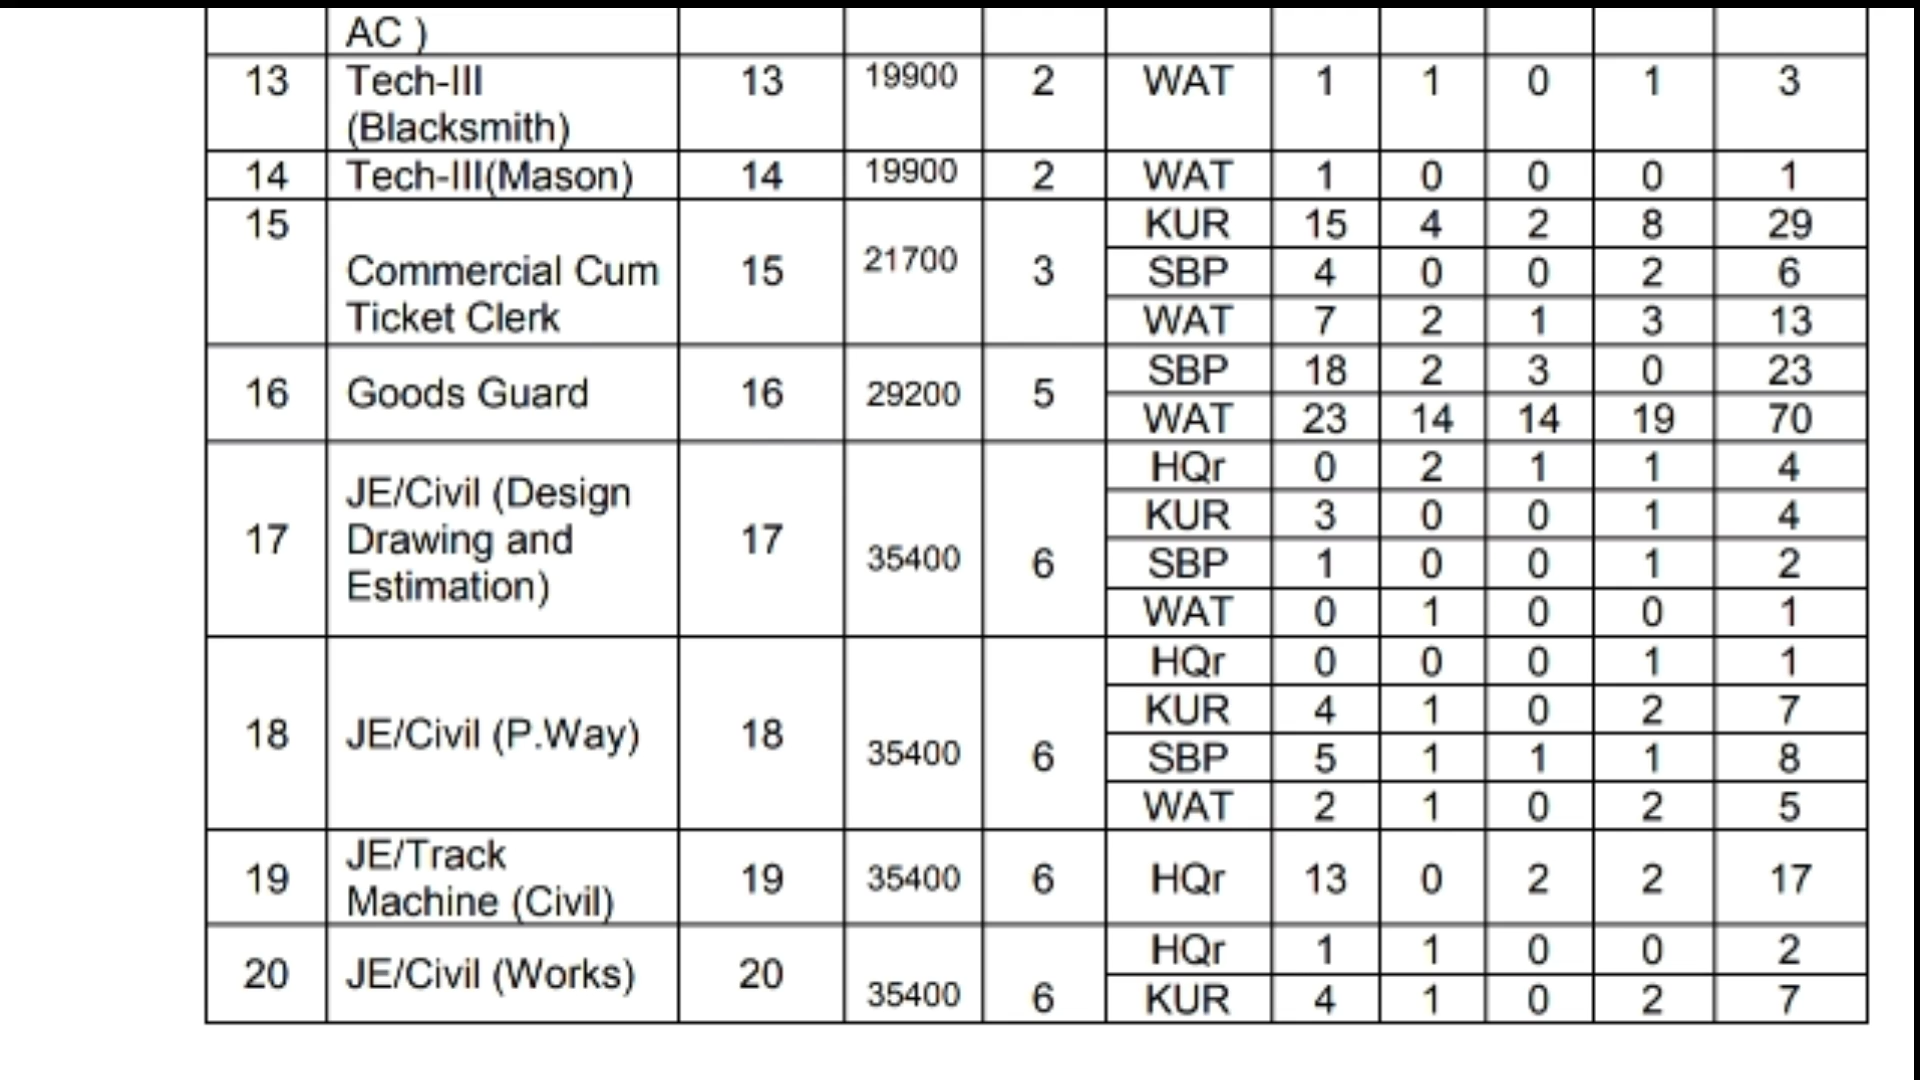 AC )
13 Tech-III (Blacksmith) 13 19900 2 WAT 1 1 0 1 3
14 Tech-III(Mason) 14 19900 2 WAT 1 0 0 0 1
15 Commercial Cum Ticket Clerk 15 21700 3 KUR 15 4 2 8 29
SBP 4 0 0 2 6
WAT 7 2 1 3 13
16 Goods Guard 16 29200 5 SBP 18 2 3 0 23
WAT 23 14 14 19 70
17 JE/Civil (Design Drawing and Estimation) 17 35400 6 HQr 0 2 1 1 4
KUR 3 0 0 1 4
SBP 1 0 0 1 2
WAT 0 1 0 0 1
18 JE/Civil (P.Way) 18 35400 6 HQr 0 0 0 1 1
KUR 4 1 0 2 7
SBP 5 1 1 1 8
WAT 2 1 0 2 5
19 JE/Track Machine (Civil) 19 35400 6 HQr 13 0 2 2 17
20 JE/Civil (Works) 20 35400 6 HQr 1 1 0 0 2
KUR 4 1 0 2 7